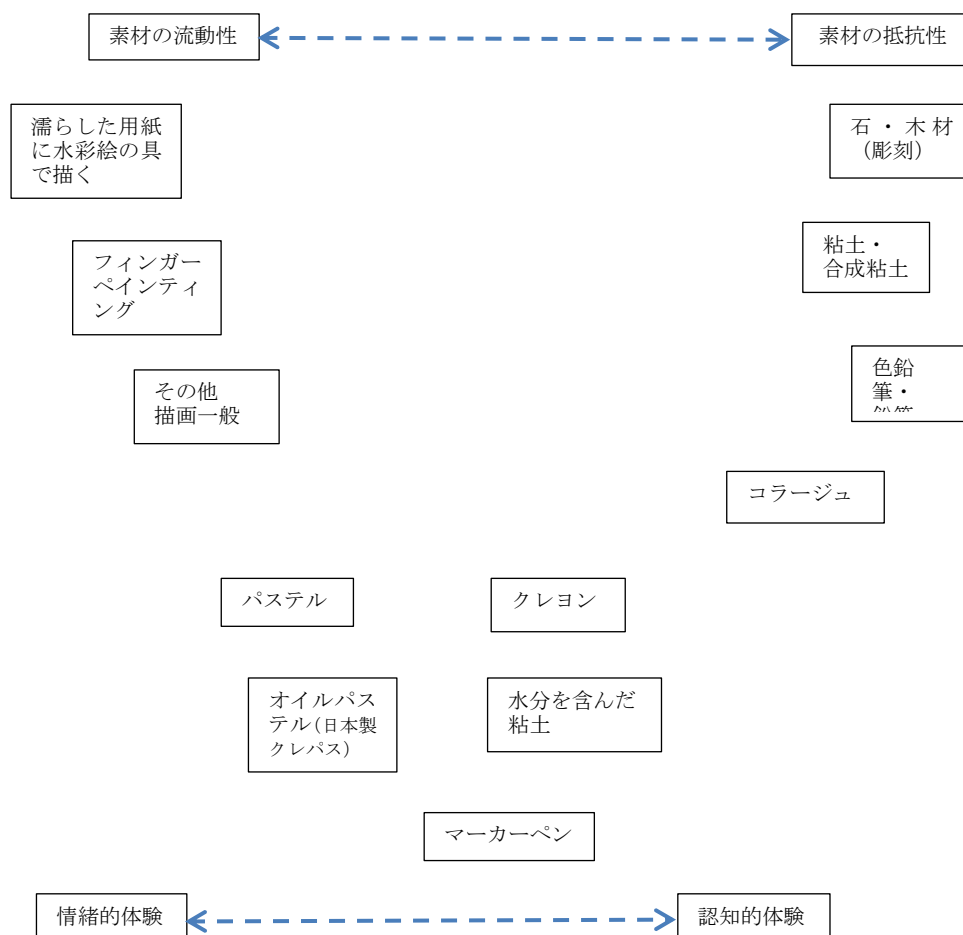 素材の流動性
素材の抵抗性
濡らした用紙
に水彩絵の具
で描く
石・木材
（彫刻）
フィンガー
ペインティ
ング
粘土・
合成粘土
その他
描画一般
色鉛
筆・
コラージュ
パステル
クレヨン
オイルパス
テル（日本製
クレパス）
水分を含んだ
粘土
マーカーペン
情緒的体験
認知的体験